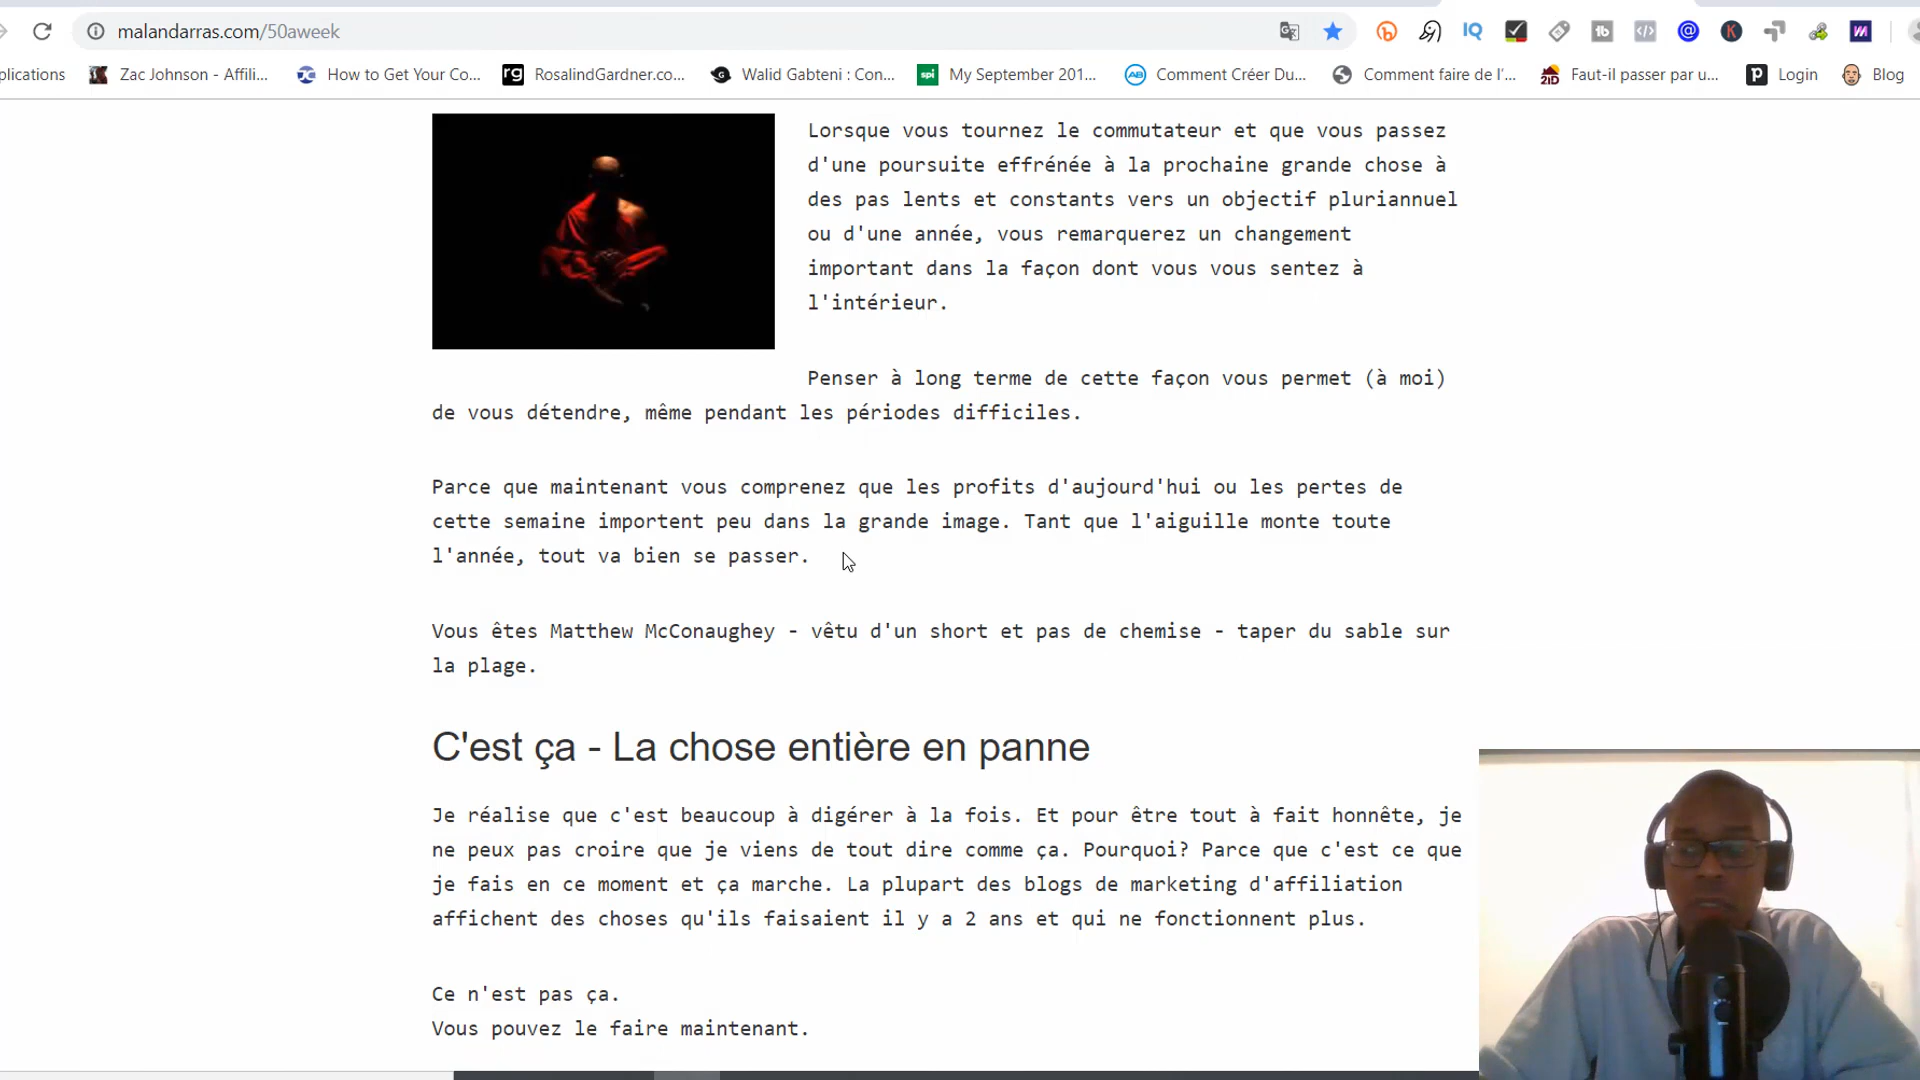 malandarras.com/50aweek
plications
Zac Johnson - Affili...
How to Get Your Co...
rg RosalindGardner.co...
Walid Gabteni : Con...
spi My September 201...
AB Comment Créer Du...
Comment faire de l'...
21D Faut-il passer par u...
Login
Blog
Lorsque vous tournez le commutateur et que vous passez
d'une poursuite effrénée à la prochaine grande chose à
des pas lents et constants vers un objectif pluriannuel
ou d'une année, vous remarquerez un changement
important dans la façon dont vous vous sentez à
l'intérieur.
Penser à long terme de cette façon vous permet (à moi)
de vous détendre, même pendant les périodes difficiles.
Parce que maintenant vous comprenez que les profits d'aujourd'hui ou les pertes de
cette semaine importent peu dans la grande image. Tant que l'aiguille monte toute
l'année, tout va bien se passer.
Vous êtes Matthew McConaughey - vêtu d'un short et pas de chemise - taper du sable sur
la plage.
C'est ça - La chose entière en panne
Je réalise que c'est beaucoup à digérer à la fois. Et pour être tout à fait honnête, je
ne peux pas croire que je viens de tout dire comme ça. Pourquoi? Parce que c'est ce que
je fais en ce moment et ça marche. La plupart des blogs de marketing d'affiliation
affichent des choses qu'ils faisaient il y a 2 ans et qui ne fonctionnent plus.
Ce n'est pas ça.
Vous pouvez le faire maintenant.